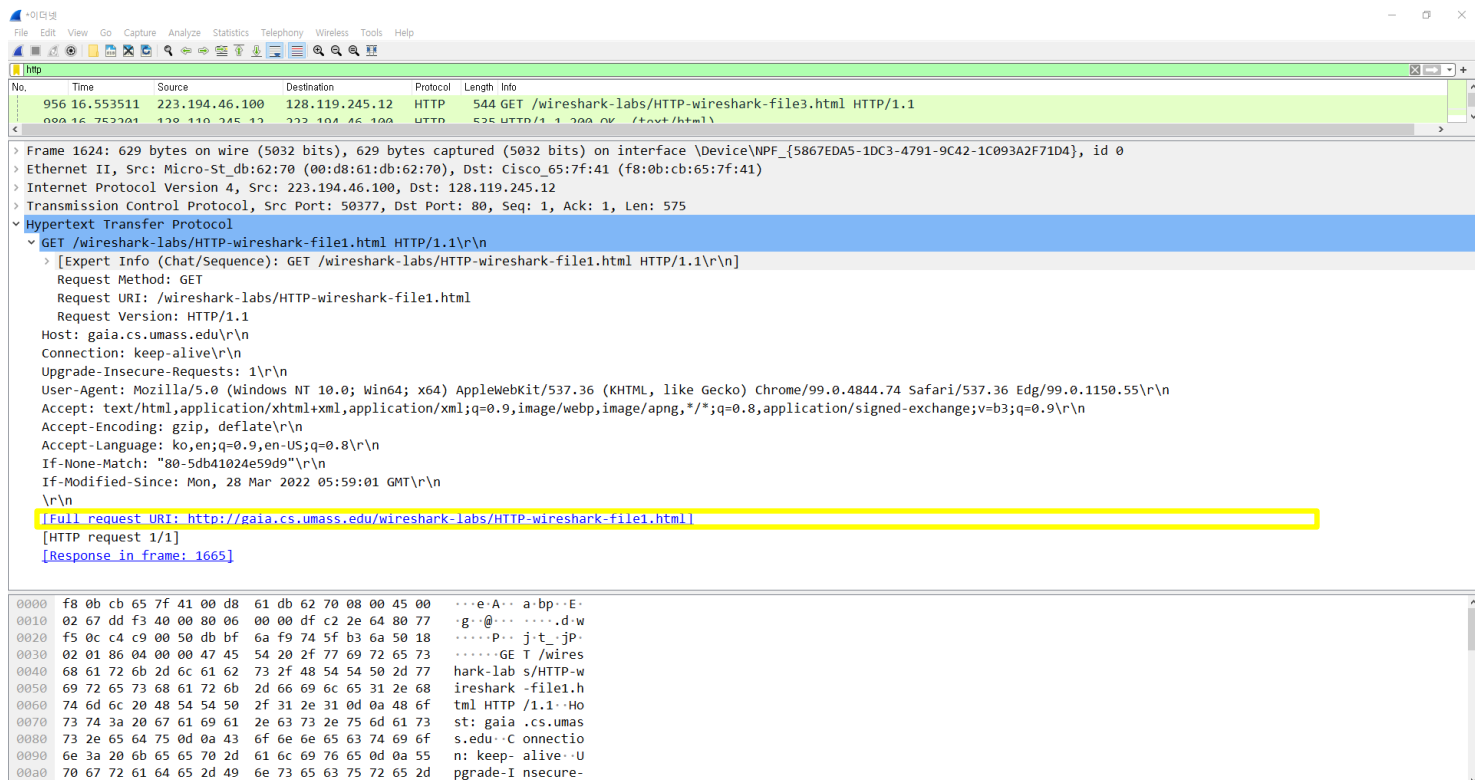 *이더넷
File Edit View Go Capture Analyze Statistics Telephony Wireless Tools Help
http
No. Time Source Destination Protocol Length Info
956 16.553511 223.194.46.100 128.119.245.12 HTTP 544 GET /wireshark-labs/HTTP-wireshark-file3.html HTTP/1.1
980 16.753201 128.119.245.12 223.194.46.100 HTTP 535 HTTP/1.1 200 OK (text/html)
Frame 1624: 629 bytes on wire (5032 bits), 629 bytes captured (5032 bits) on interface \Device\NPF_{5867EDA5-1DC3-4791-9C42-1C093A2F71D4}, id 0
Ethernet II, Src: Micro-St_db:62:70 (00:d8:61:db:62:70), Dst: Cisco_65:7f:41 (f8:0b:cb:65:7f:41)
Internet Protocol Version 4, Src: 223.194.46.100, Dst: 128.119.245.12
Transmission Control Protocol, Src Port: 50377, Dst Port: 80, Seq: 1, Ack: 1, Len: 575
Hypertext Transfer Protocol
GET /wireshark-labs/HTTP-wireshark-file1.html HTTP/1.1\r\n
[Expert Info (Chat/Sequence): GET /wireshark-labs/HTTP-wireshark-file1.html HTTP/1.1\r\n]
Request Method: GET
Request URI: /wireshark-labs/HTTP-wireshark-file1.html
Request Version: HTTP/1.1
Host: gaia.cs.umass.edu\r\n
Connection: keep-alive\r\n
Upgrade-Insecure-Requests: 1\r\n
User-Agent: Mozilla/5.0 (Windows NT 10.0; Win64; x64) AppleWebKit/537.36 (KHTML, like Gecko) Chrome/99.0.4844.74 Safari/537.36 Edg/99.0.1150.55\r\n
Accept: text/html,application/xhtml+xml,application/xml;q=0.9,image/webp,image/apng,*/*;q=0.8,application/signed-exchange;v=b3;q=0.9\r\n
Accept-Encoding: gzip, deflate\r\n
Accept-Language: ko,en;q=0.9,en-US;q=0.8\r\n
If-None-Match: "80-5db41024e59d9"\r\n
If-Modified-Since: Mon, 28 Mar 2022 05:59:01 GMT\r\n
\r\n
[Full request URI: http://gaia.cs.umass.edu/wireshark-labs/HTTP-wireshark-file1.html]
[HTTP request 1/1]
[Response in frame: 1665]
0000 f8 0b cb 65 7f 41 00 d8 61 db 62 70 08 00 45 00 ···e·A·· a·bp··E·
0010 02 67 dd f3 40 00 80 06 00 00 df c2 2e 64 80 77 ·g··@··· ·····.d·w
0020 f5 0c c4 c9 00 50 db bf 6a f9 74 5f b3 6a 50 18 ·····P·· j·t_·jP·
0030 02 01 86 04 00 00 47 45 54 20 2f 77 69 72 65 73 ······GE T /wires
0040 68 61 72 6b 2d 6c 61 62 73 2f 48 54 54 50 2d 77 hark-lab s/HTTP-w
0050 69 72 65 73 68 61 72 6b 2d 66 69 6c 65 31 2e 68 ireshark -file1.h
0060 74 6d 6c 20 48 54 54 50 2f 31 2e 31 0d 0a 48 6f tml HTTP /1.1··Ho
0070 73 74 3a 20 67 61 69 61 2e 63 73 2e 75 6d 61 73 st: gaia .cs.umas
0080 73 2e 65 64 75 0d 0a 43 6f 6e 6e 65 63 74 69 6f s.edu··C onnectio
0090 6e 3a 20 6b 65 65 70 2d 61 6c 69 76 65 0d 0a 55 n: keep- alive··U
00a0 70 67 72 61 64 65 2d 49 6e 73 65 63 75 72 65 2d pgrade-I nsecure-